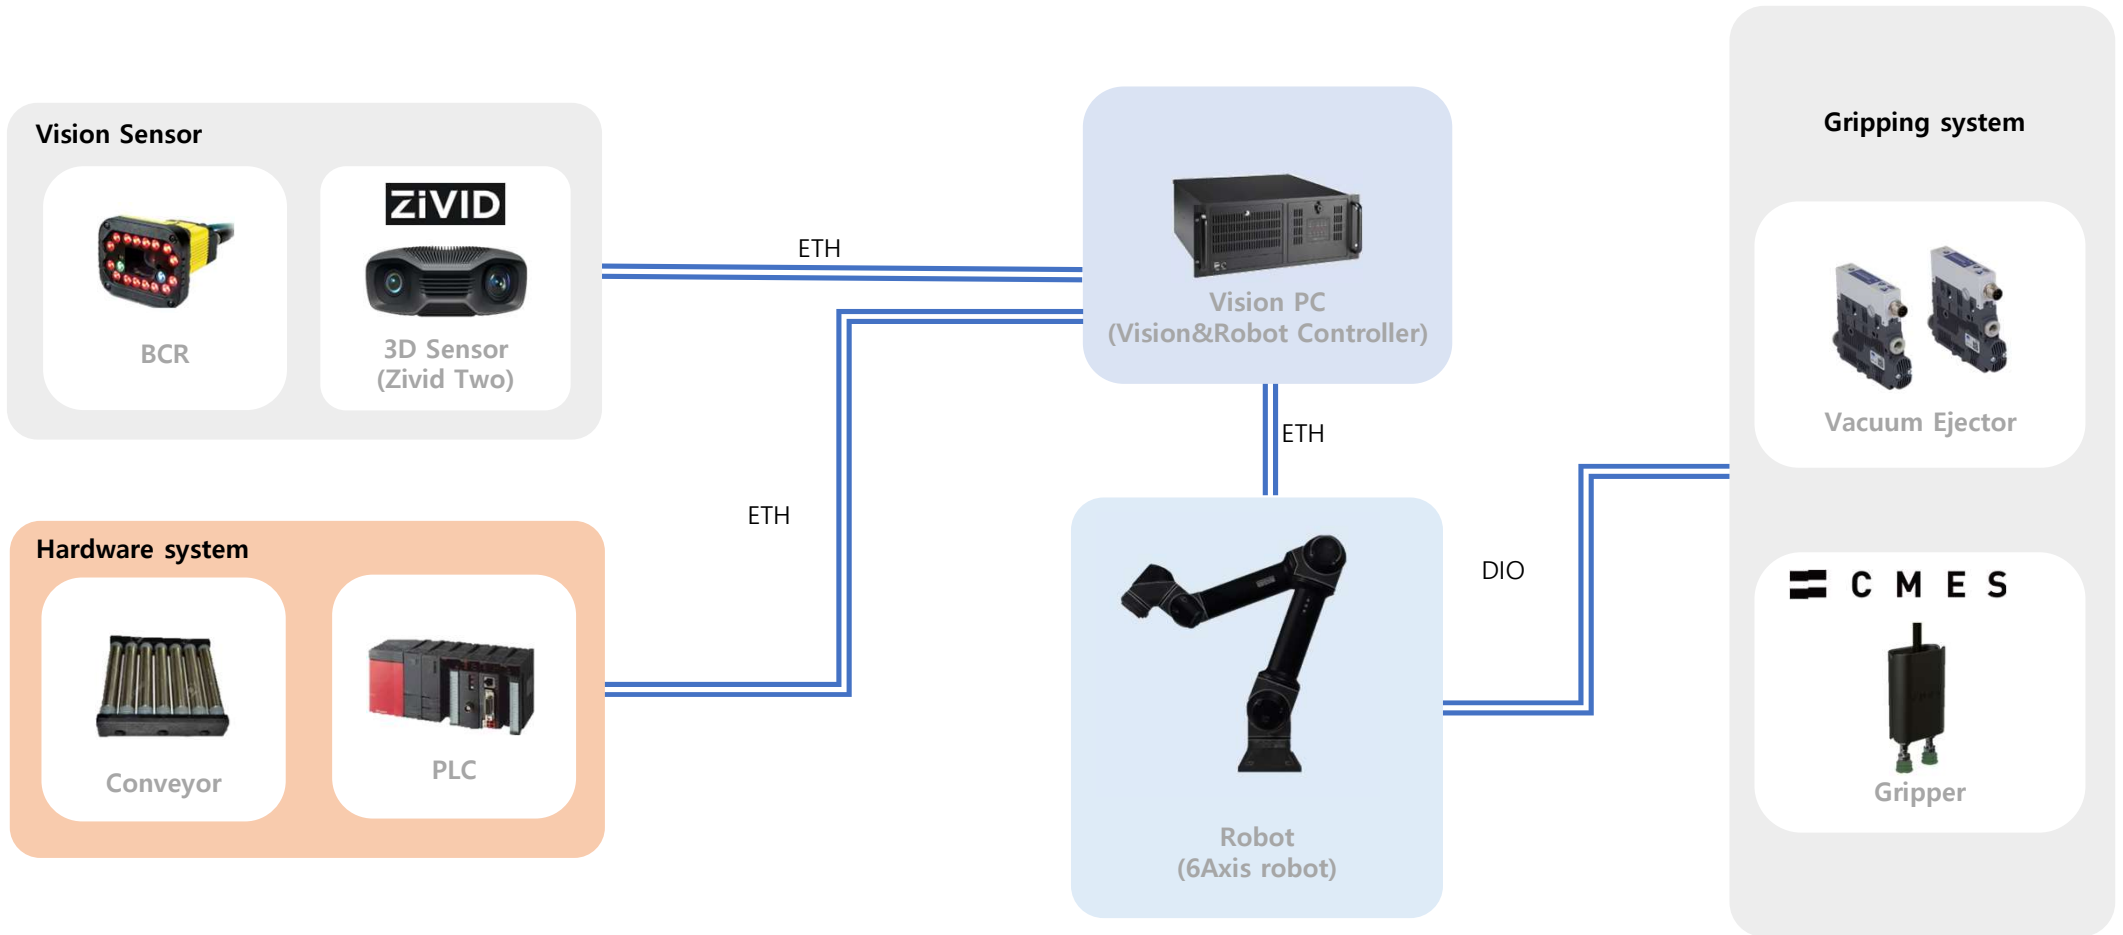 Vision Sensor
BCR
ZiVID
3D Sensor
(Zivid Two)
ETH
Hardware system
Conveyor
PLC
ETH
Vision PC
(Vision&Robot Controller)
ETH
Robot
(6Axis robot)
DIO
Gripping system
Vacuum Ejector
CMES
Gripper